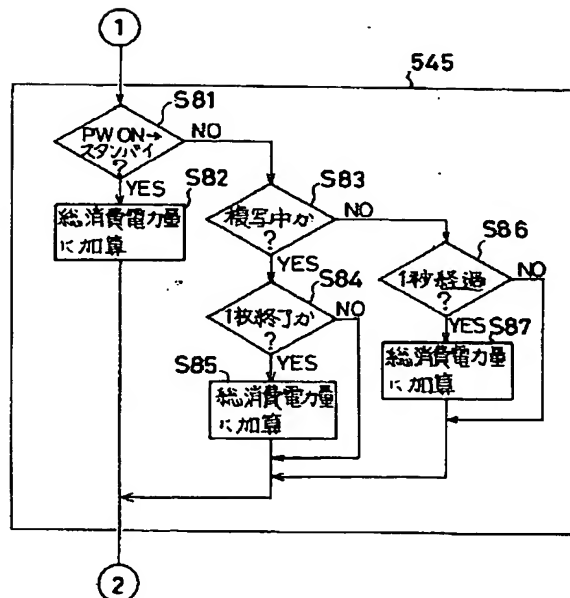 1
545
S81
PW ON→
スタンバイ
?
NO
YES
S82
総消費電力量
に加算
S83
複写中か
?
NO
YES
S84
1枚終了か
?
NO
YES
S85
総消費電力量
に加算
S86
1秒経過
?
NO
YES
S87
総消費電力量
に加算
2